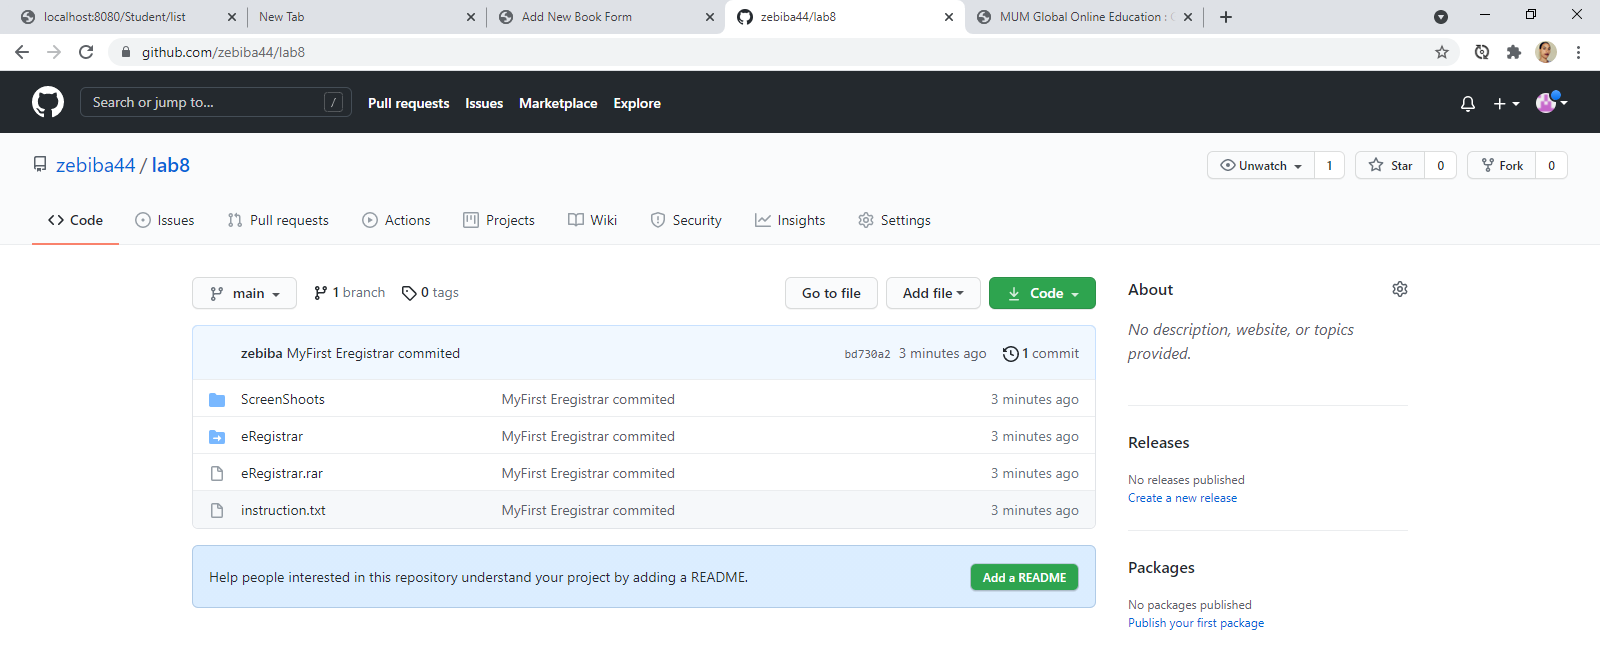 localhost:8080/Student/list
New Tab
Add New Book Form
zebiba44/lab8
MUM Global Online Education :
github.com/zebiba44/lab8
Search or jump to...
/
Pull requests
Issues
Marketplace
Explore
zebiba44 / lab8
Unwatch 1
Star 0
Fork 0
Code
Issues
Pull requests
Actions
Projects
Wiki
Security
Insights
Settings
main
1 branch
0 tags
Go to file
Add file
Code
zebiba MyFirst Eregistrar commited
bd730a2 3 minutes ago
1 commit
ScreenShoots MyFirst Eregistrar commited 3 minutes ago
eRegistrar MyFirst Eregistrar commited 3 minutes ago
eRegistrar.rar MyFirst Eregistrar commited 3 minutes ago
instruction.txt MyFirst Eregistrar commited 3 minutes ago
Help people interested in this repository understand your project by adding a README.
Add a README
About
No description, website, or topics
provided.
Releases
No releases published
Create a new release
Packages
No packages published
Publish your first package